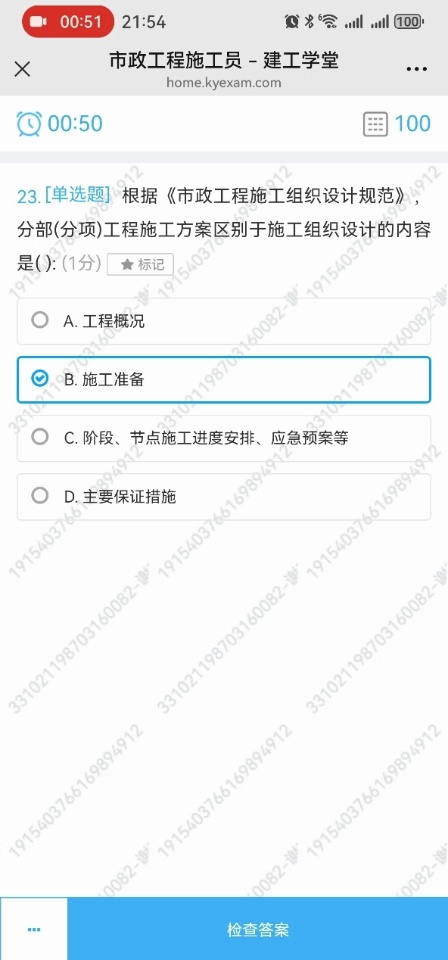 00:51 21:54 6 100
市政工程施工员 – 建工学堂
home.kyexam.com
00:50 100
23.[单选题] 根据《市政工程施工组织设计规范》,
分部(分项)工程施工方案区别于施工组织设计的内容
是( ): (1分) ★ 标记
A. 工程概况
B. 施工准备
C. 阶段、节点施工进度安排、应急预案等
D. 主要保证措施
检查答案